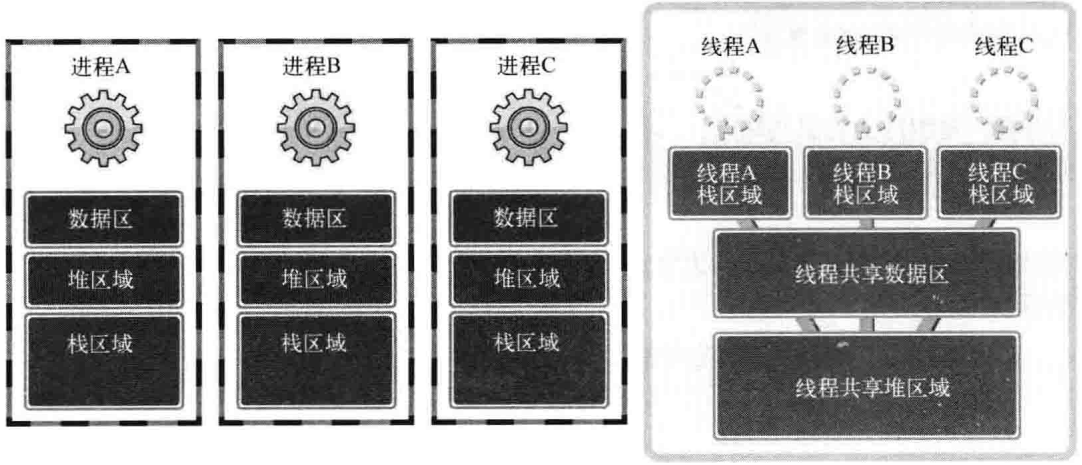 进程A
数据区
堆区域
栈区域
进程B
数据区
堆区域
栈区域
进程C
数据区
堆区域
栈区域
线程A
线程B
线程C
线程A
栈区域
线程B
栈区域
线程C
栈区域
线程共享数据区
线程共享堆区域